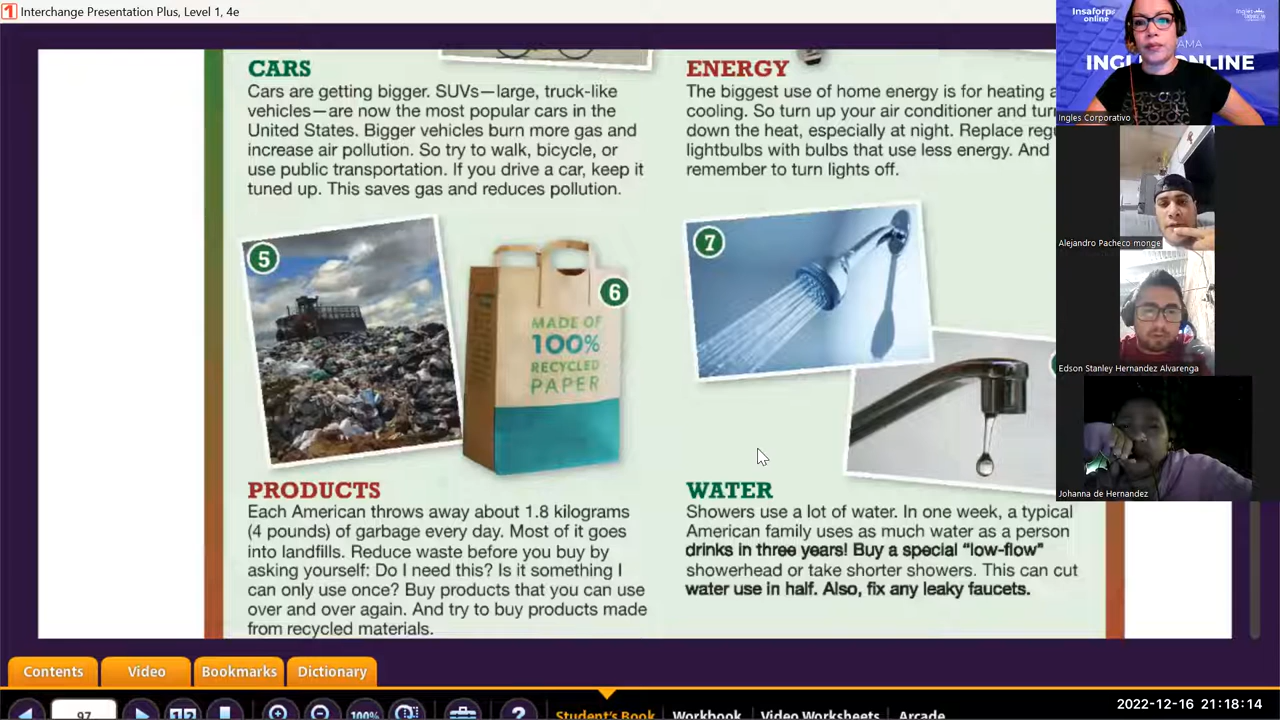 Interchange Presentation Plus, Level 1, 4e
CARS
Cars are getting bigger. SUVs—large, truck-like
vehicles—are now the most popular cars in the
United States. Bigger vehicles burn more gas and
increase air pollution. So try to walk, bicycle, or
use public transportation. If you drive a car, keep it
tuned up. This saves gas and reduces pollution.
ENERGY
The biggest use of home energy is for heating
cooling. So turn up your air conditioner and
down the heat, especially at night. Replace
lightbulbs with bulbs that use less energy. And
remember to turn lights off.
5
6
MADE OF
100%
RECYCLED
PAPER
7
PRODUCTS
Each American throws away about 1.8 kilograms
(4 pounds) of garbage every day. Most of it goes
into landfills. Reduce waste before you buy by
asking yourself: Do I need this? Is it something I
can only use once? Buy products that you can use
over and over again. And try to buy products made
from recycled materials.
WATER
Showers use a lot of water. In one week, a typical
American family uses as much water as a person
drinks in three years! Buy a special “low-flow”
showerhead or take shorter showers. This can cut
water use in half. Also, fix any leaky faucets.
Insaforp
online
INGLES ONLINE
Ingles Corporativo
Alejandro Pacheco monge
Edson Stanley Hernandez Alvarenga
Johanna de Hernandez
Contents
Video
Bookmarks
Dictionary
97
100%
?
Student's Book
Workbook
Video Worksheets
Arcade
2022-12-16 21:18:14